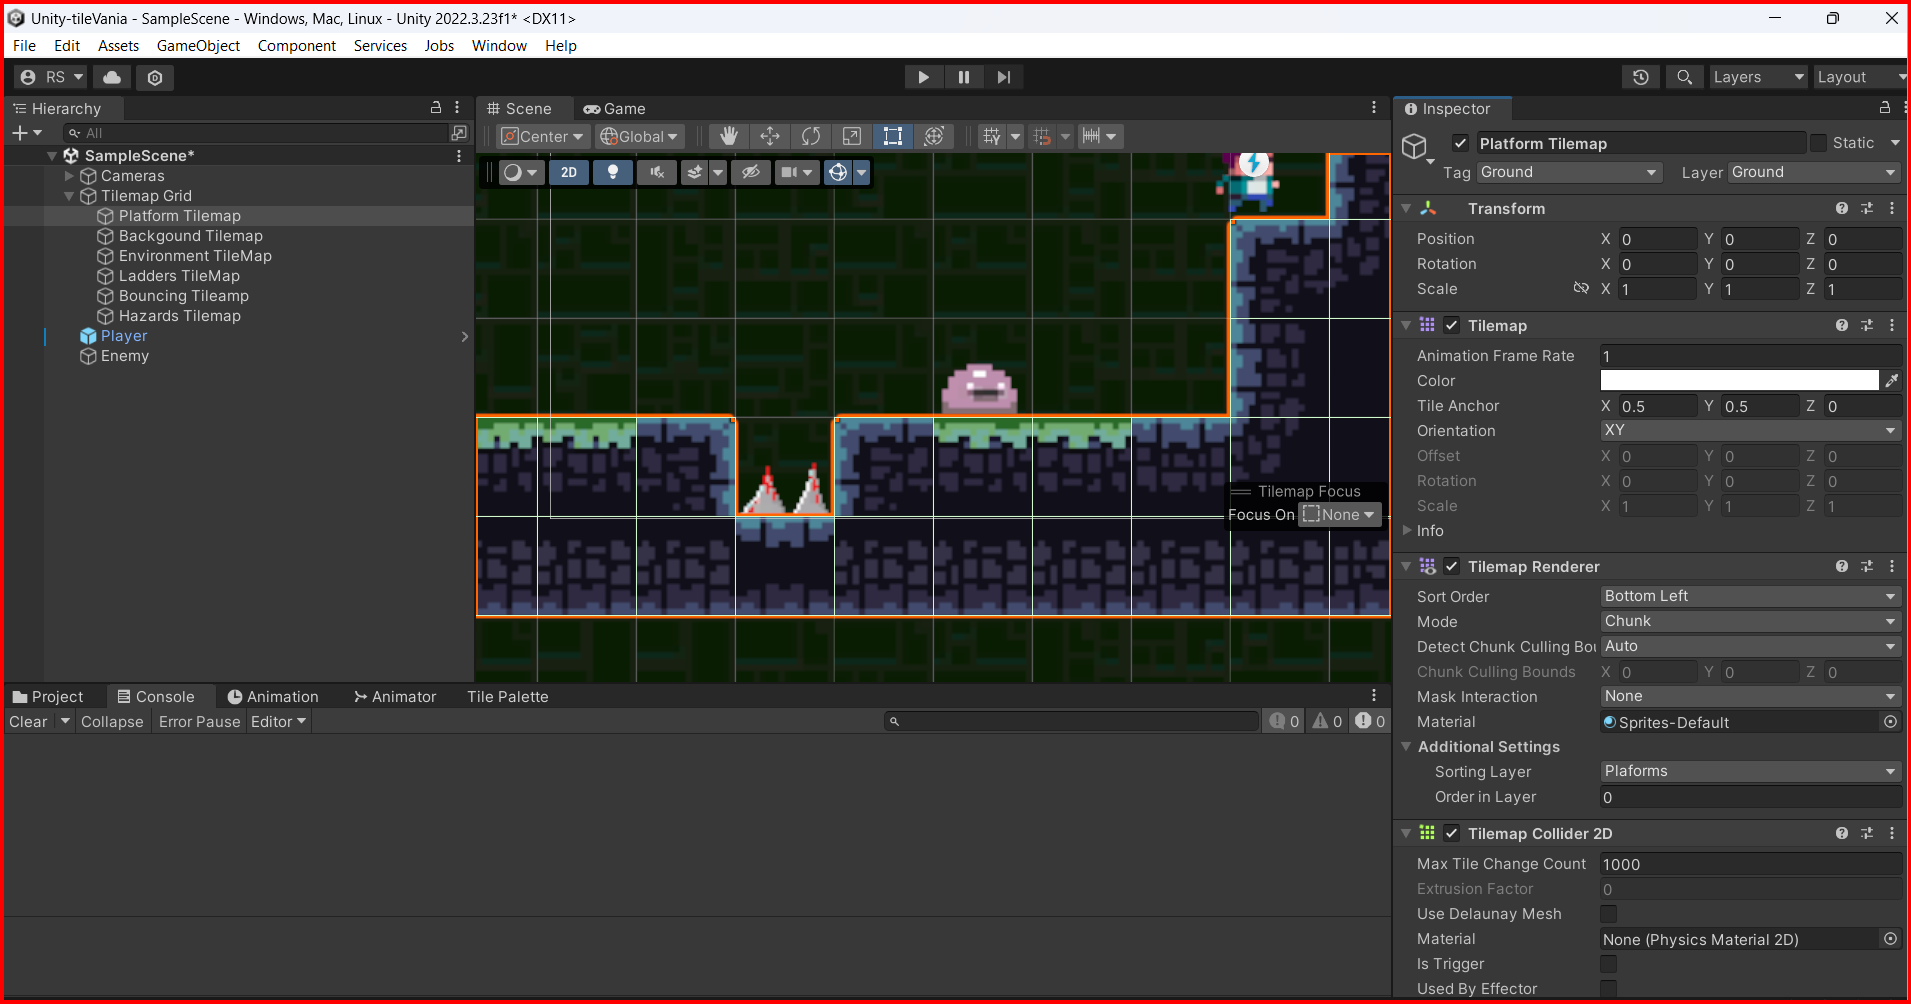 Unity-tileVania - SampleScene - Windows, Mac, Linux - Unity 2022.3.23f1* <DX11>
File Edit Assets GameObject Component Services Jobs Window Help
RS
Layers Layout
Hierarchy
All
SampleScene*
Cameras
Tilemap Grid
Platform Tilemap
Backgound Tilemap
Environment TileMap
Ladders TileMap
Bouncing Tileamp
Hazards Tilemap
Player
Enemy
Scene Game
Center Global
2D
Tilemap Focus
Focus On None
Project Console Animation Animator Tile Palette
Clear Collapse Error Pause Editor 0 0 0
Inspector
Platform Tilemap Static
Tag Ground Layer Ground
Transform
Position X 0 Y 0 Z 0
Rotation X 0 Y 0 Z 0
Scale X 1 Y 1 Z 1
Tilemap
Animation Frame Rate 1
Color
Tile Anchor X 0.5 Y 0.5 Z 0
Orientation XY
Offset X 0 Y 0 Z 0
Rotation X 0 Y 0 Z 0
Scale X 1 Y 1 Z 1
Info
Tilemap Renderer
Sort Order Bottom Left
Mode Chunk
Detect Chunk Culling Bou Auto
Chunk Culling Bounds X 0 Y 0 Z 0
Mask Interaction None
Material Sprites-Default
Additional Settings
Sorting Layer Plaforms
Order in Layer 0
Tilemap Collider 2D
Max Tile Change Count 1000
Extrusion Factor 0
Use Delaunay Mesh
Material None (Physics Material 2D)
Is Trigger
Used By Effector